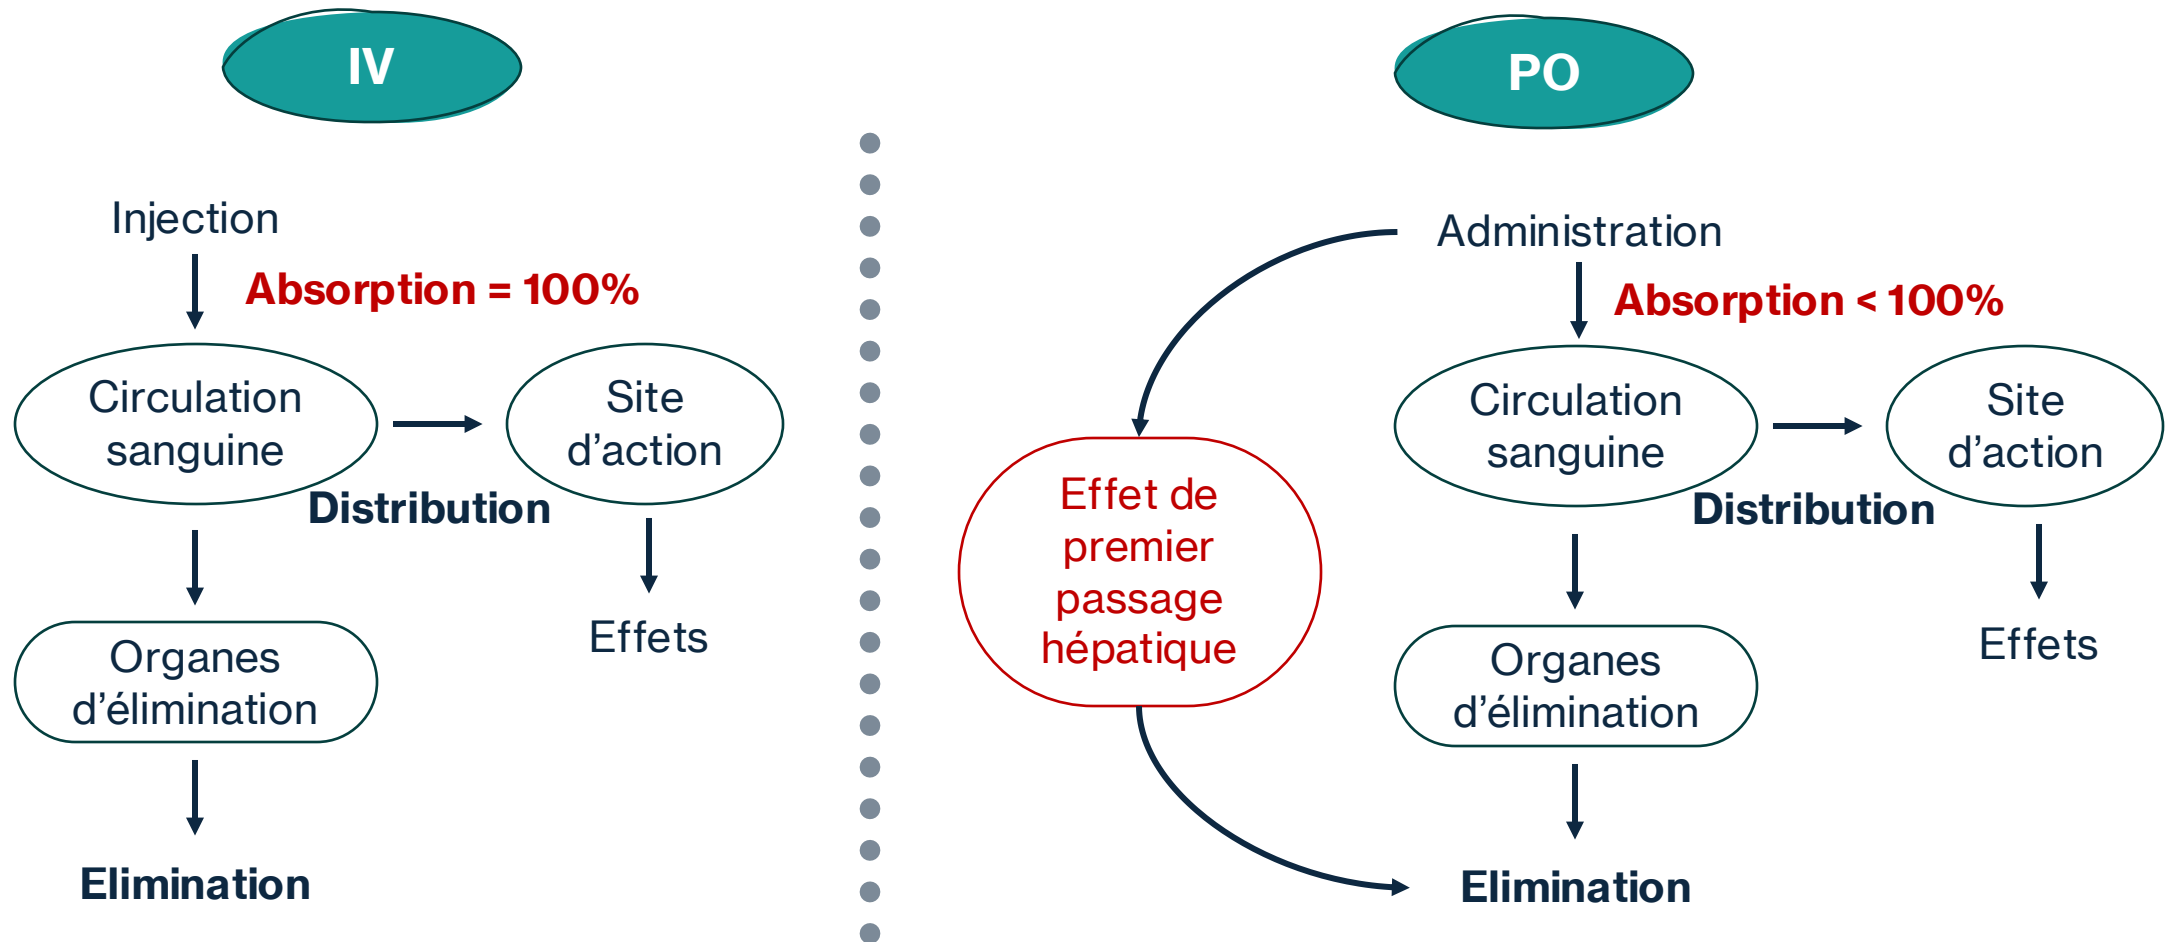 IV
Injection
Absorption = 100%
Circulation
sanguine
Site
d’action
Distribution
Effets
Organes
d’élimination
Elimination
PO
Administration
Absorption < 100%
Effet de
premier
passage
hépatique
Circulation
sanguine
Site
d’action
Distribution
Effets
Organes
d’élimination
Elimination